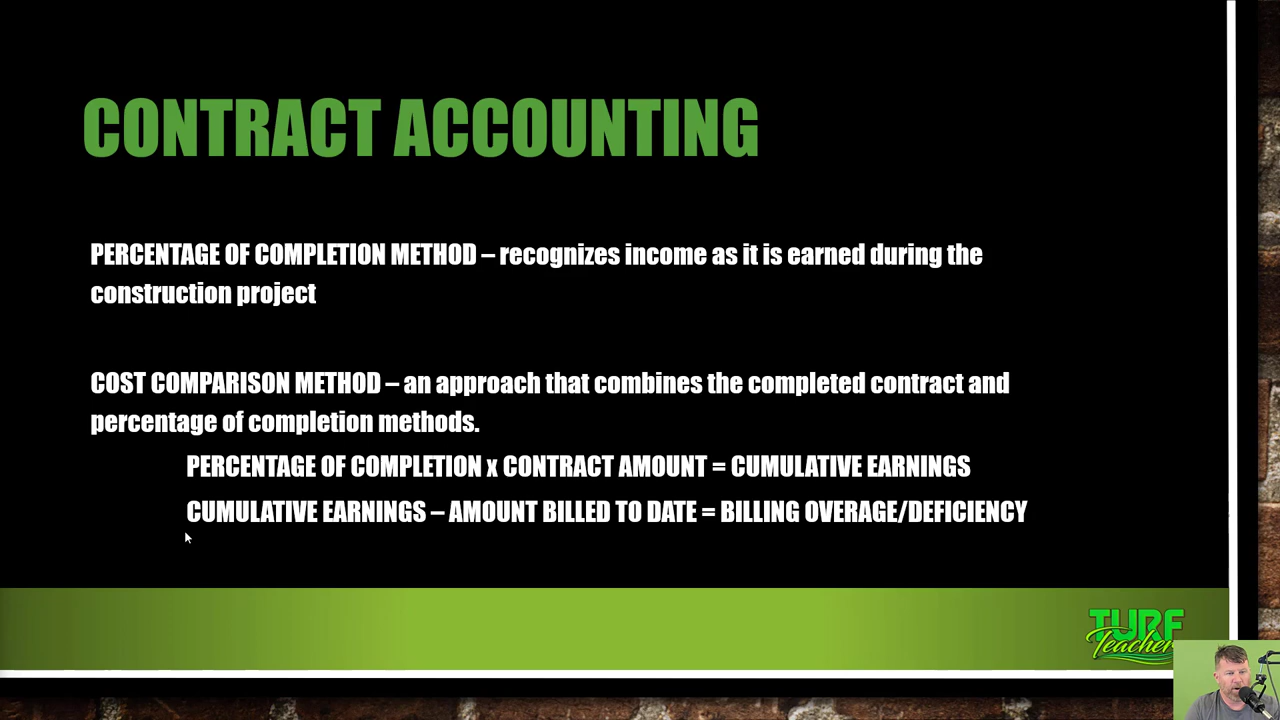 CONTRACT ACCOUNTING
PERCENTAGE OF COMPLETION METHOD – recognizes income as it is earned during the
construction project
COST COMPARISON METHOD – an approach that combines the completed contract and
percentage of completion methods.
PERCENTAGE OF COMPLETION x CONTRACT AMOUNT = CUMULATIVE EARNINGS
CUMULATIVE EARNINGS – AMOUNT BILLED TO DATE = BILLING OVERAGE/DEFICIENCY
TURF
Teacher